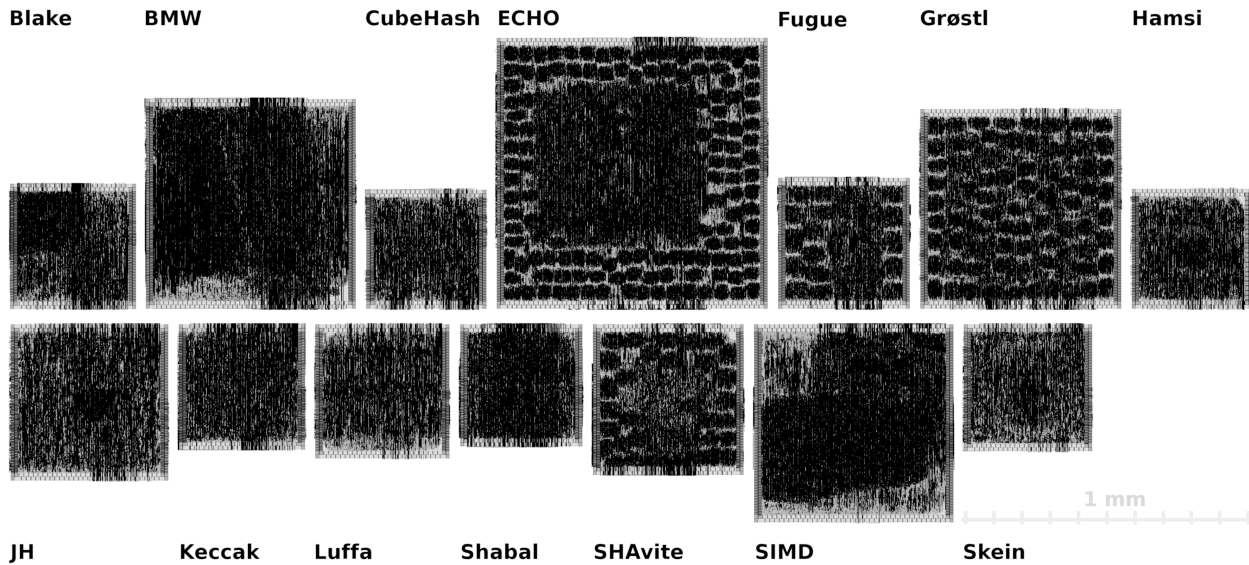 Blake BMW CubeHash ECHO Fugue Grøstl Hamsi
1 mm
JH Keccak Luffa Shabal SHAvite SIMD Skein